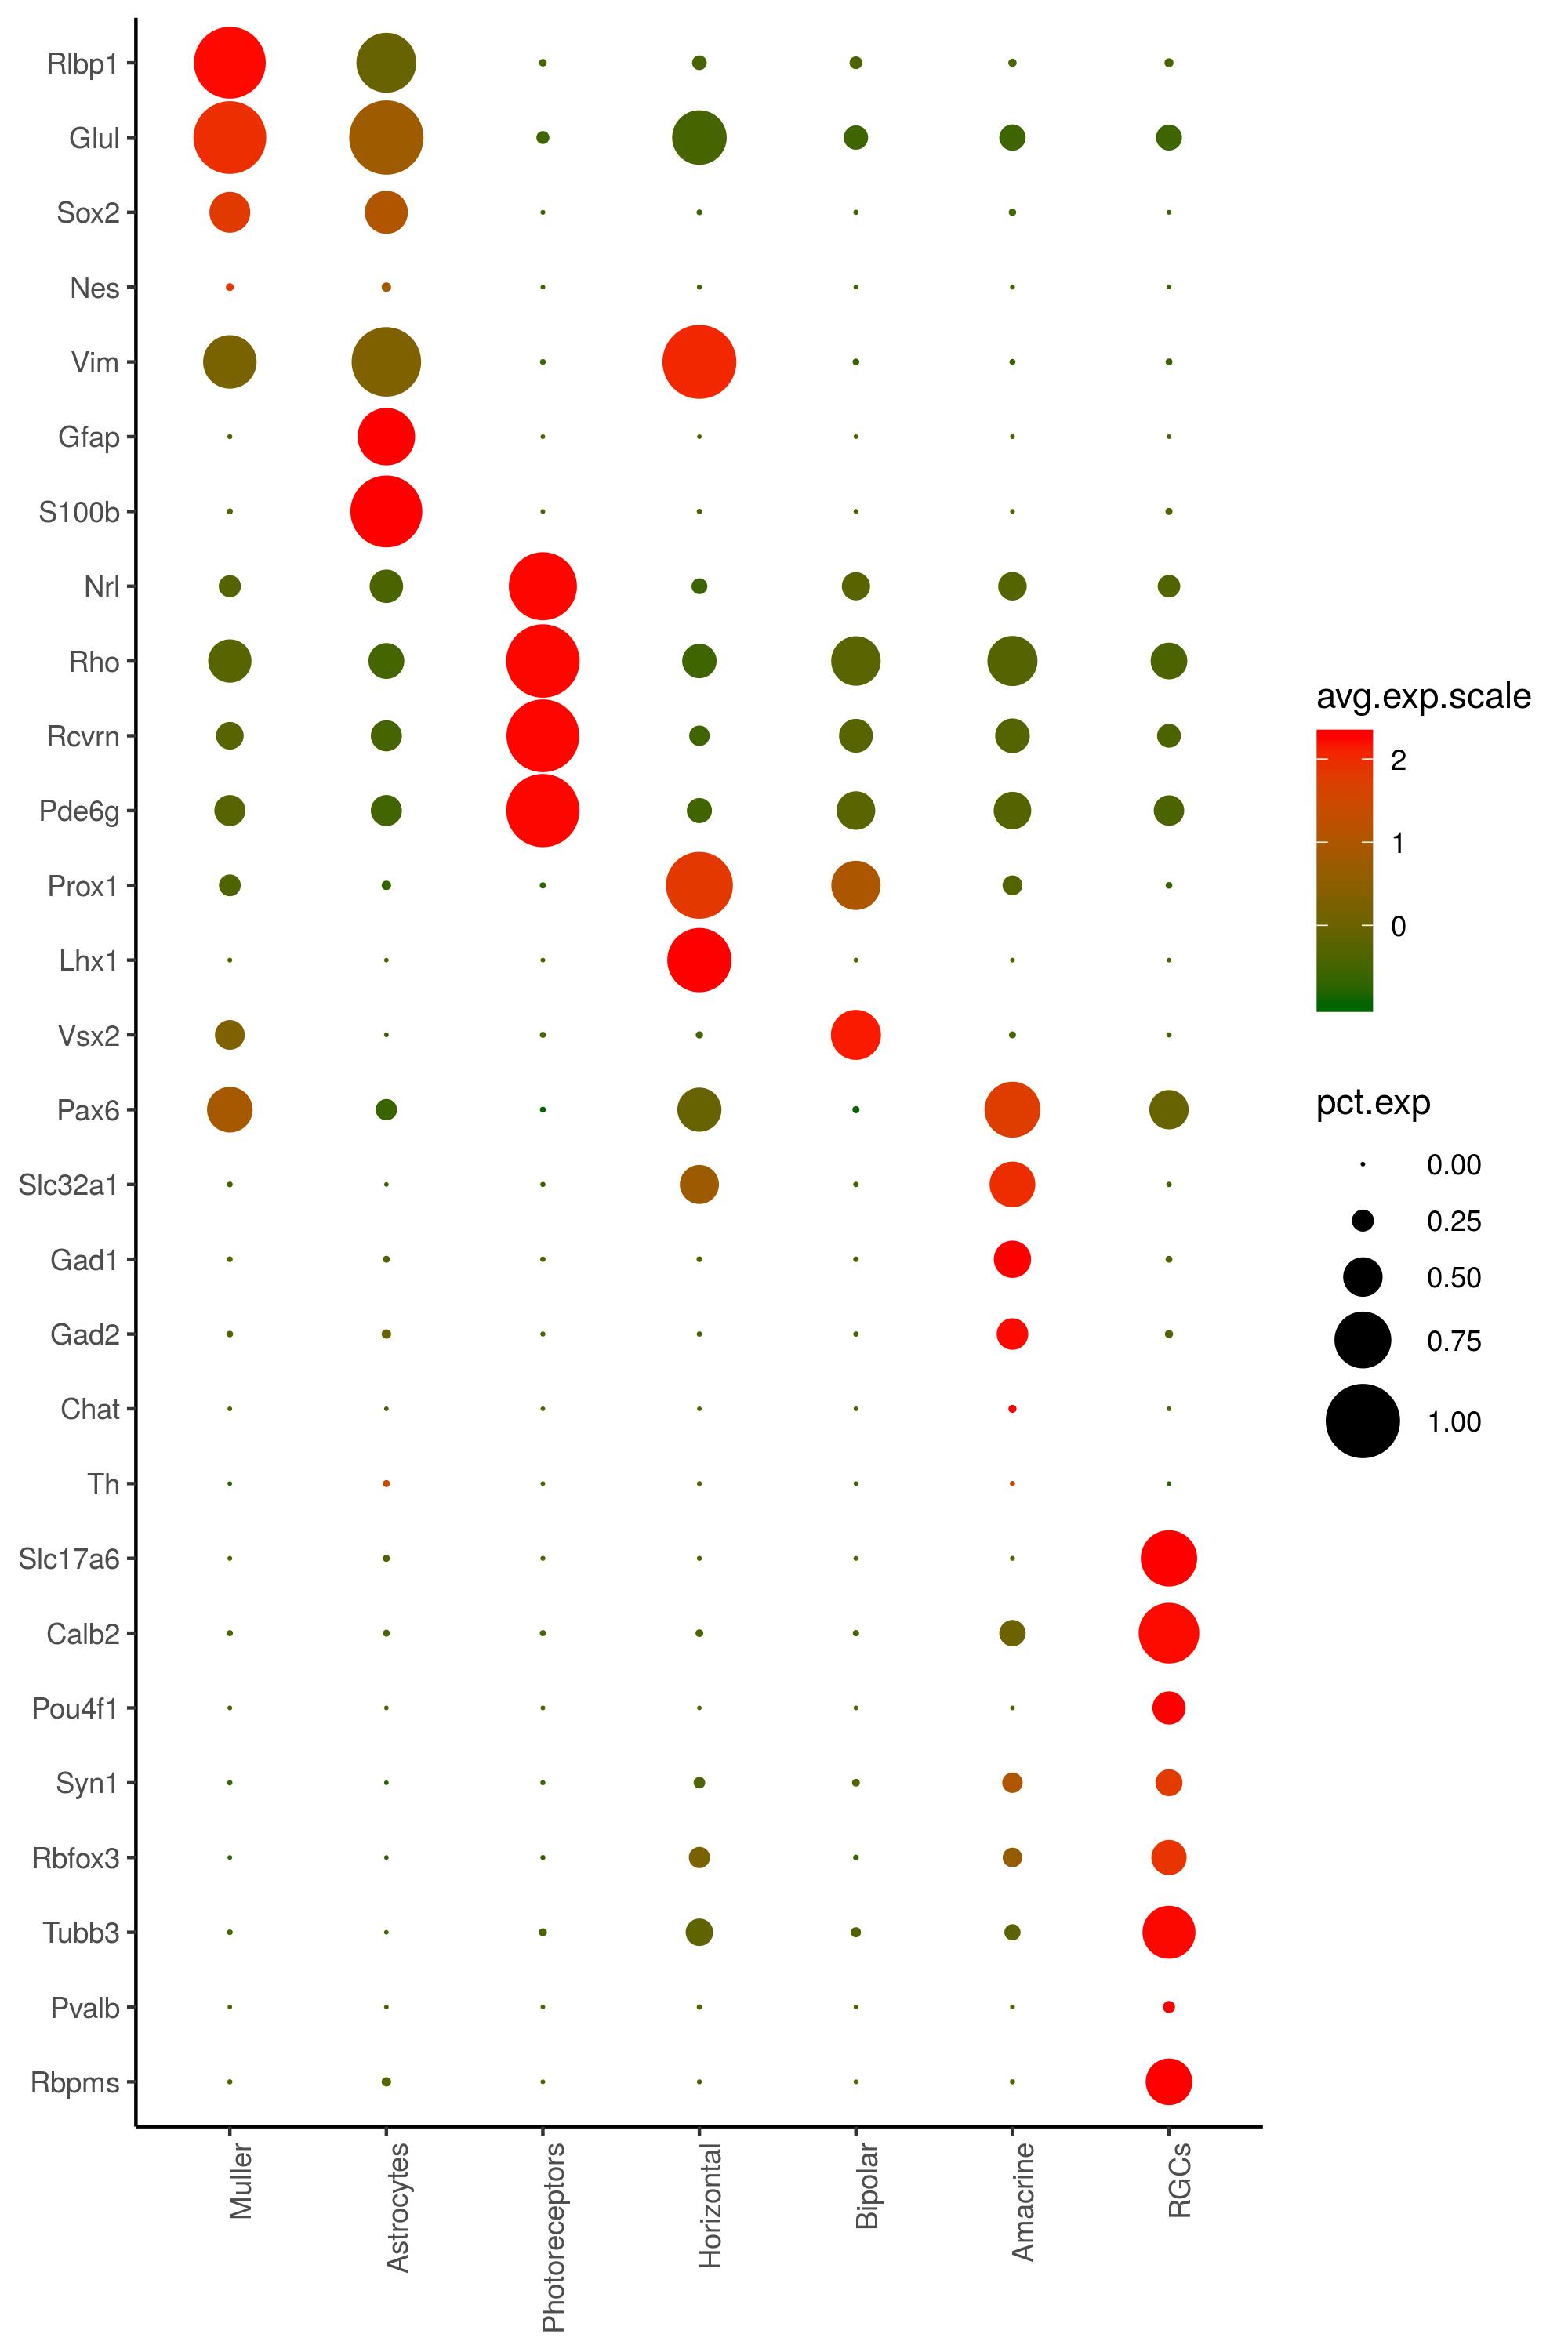 Rlbp1
Glul
Sox2
Nes
Vim
Gfap
S100b
Nrl
Rho
Rcvrn
Pde6g
Prox1
Lhx1
Vsx2
Pax6
Slc32a1
Gad1
Gad2
Chat
Th
Slc17a6
Calb2
Pou4f1
Syn1
Rbfox3
Tubb3
Pvalb
Rbpms
Muller
Astrocytes
Photoreceptors
Horizontal
Bipolar
Amacrine
RGCs
avg.exp.scale
2
1
0
pct.exp
0.00
0.25
0.50
0.75
1.00